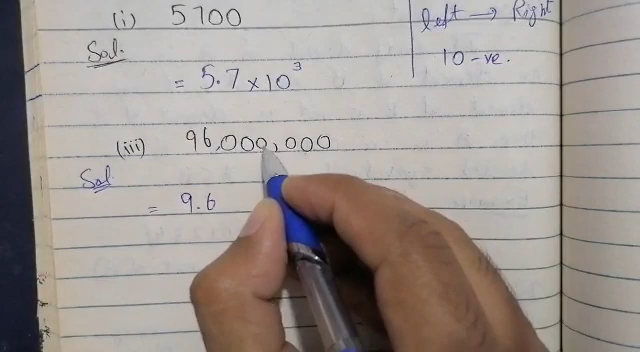 (i) 5700
Sol.
= 5.7 × 10³
(iii) 96,000,000
Sol
= 9.6
left → Right
10 -ve.